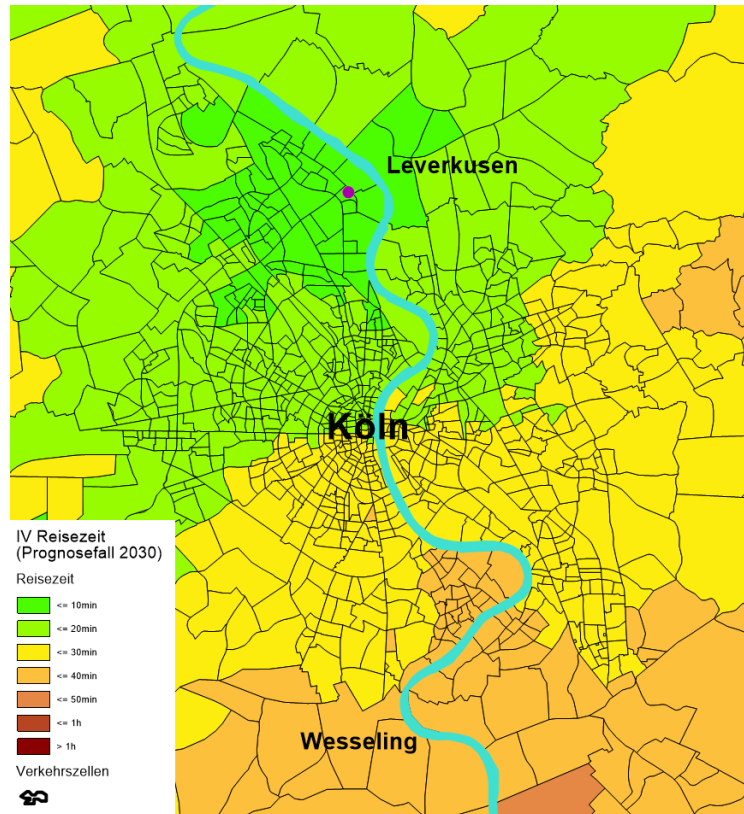 Leverkusen
Köln
IV Reisezeit
(Prognosefall 2030)
Reisezeit
<= 10min
<= 20min
<= 30min
<= 40min
<= 50min
<= 1h
> 1h
Verkehrszellen
Wesseling